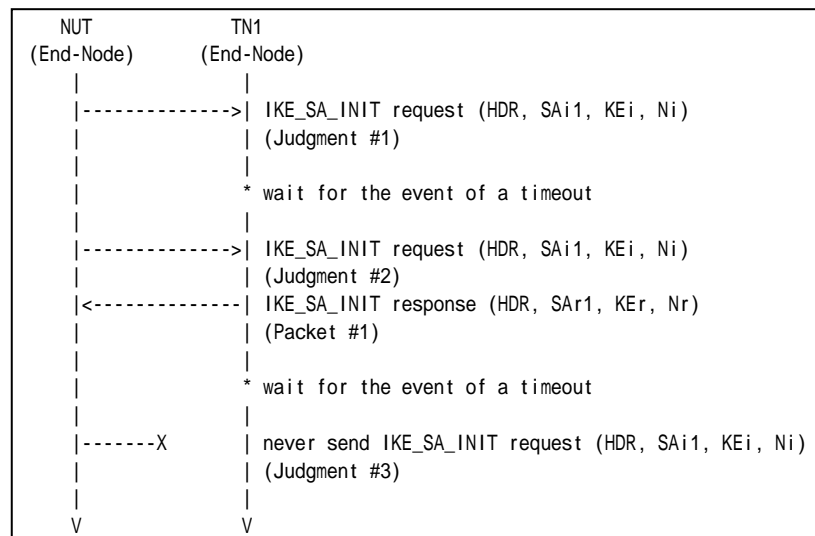 NUT TN1
(End-Node) (End-Node)
| |
|-------------->| IKE_SA_INIT request (HDR, SAi1, KEi, Ni)
| | (Judgment #1)
| |
| * wait for the event of a timeout
| |
|-------------->| IKE_SA_INIT request (HDR, SAi1, KEi, Ni)
| | (Judgment #2)
|<--------------| IKE_SA_INIT response (HDR, SAr1, KEr, Nr)
| | (Packet #1)
| |
| * wait for the event of a timeout
| |
|-------X | never send IKE_SA_INIT request (HDR, SAi1, KEi, Ni)
| | (Judgment #3)
| |
V V